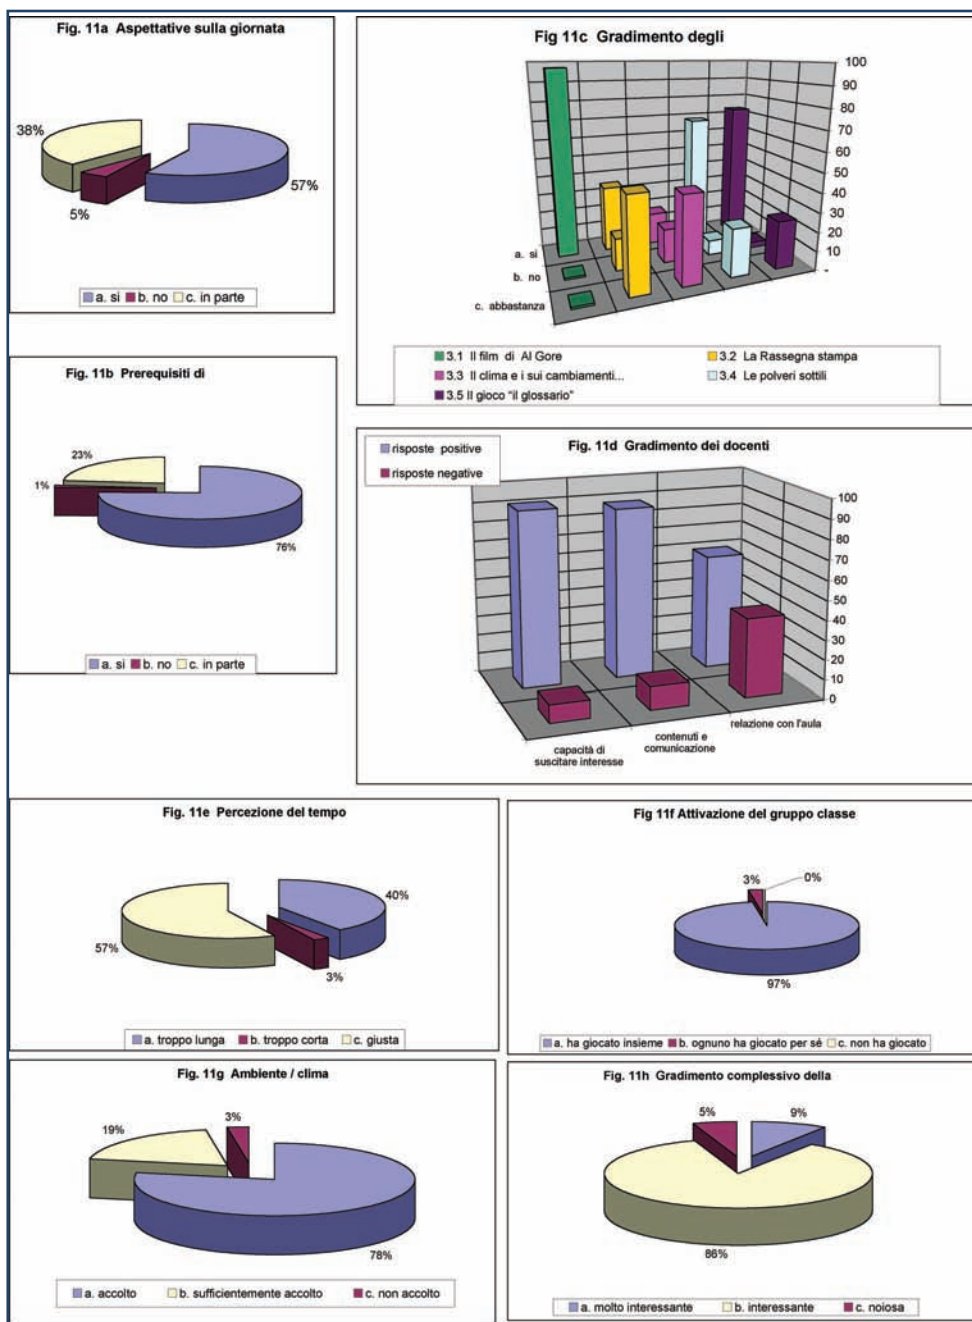 Fig. 11a Aspettative sulla giornata
38%
57%
5%
a. si b. no c. in parte
Fig 11c Gradimento degli
100
90
80
70
60
50
40
30
20
10
-
a. si
b. no
c. abbastanza
3.1 Il film di Al Gore
3.2 La Rassegna stampa
3.3 Il clima e i sui cambiamenti...
3.4 Le polveri sottili
3.5 Il gioco "il glossario"
Fig. 11b Prerequisiti di
23%
1%
76%
a. si b. no c. in parte
Fig. 11d Gradimento dei docenti
risposte positive
risposte negative
100
90
80
70
60
50
40
30
20
10
0
capacità di
suscitare interesse
contenuti e
comunicazione
relazione con l'aula
Fig. 11e Percezione del tempo
40%
57%
3%
a. troppo lunga b. troppo corta c. giusta
Fig 11f Attivazione del gruppo classe
3%
0%
97%
a. ha giocato insieme b. ognuno ha giocato per sé c. non ha giocato
Fig. 11g Ambiente / clima
3%
19%
78%
a. accolto b. sufficientemente accolto c. non accolto
Fig. 11h Gradimento complessivo della
5%
9%
86%
a. molto interessante b. interessante c. noiosa